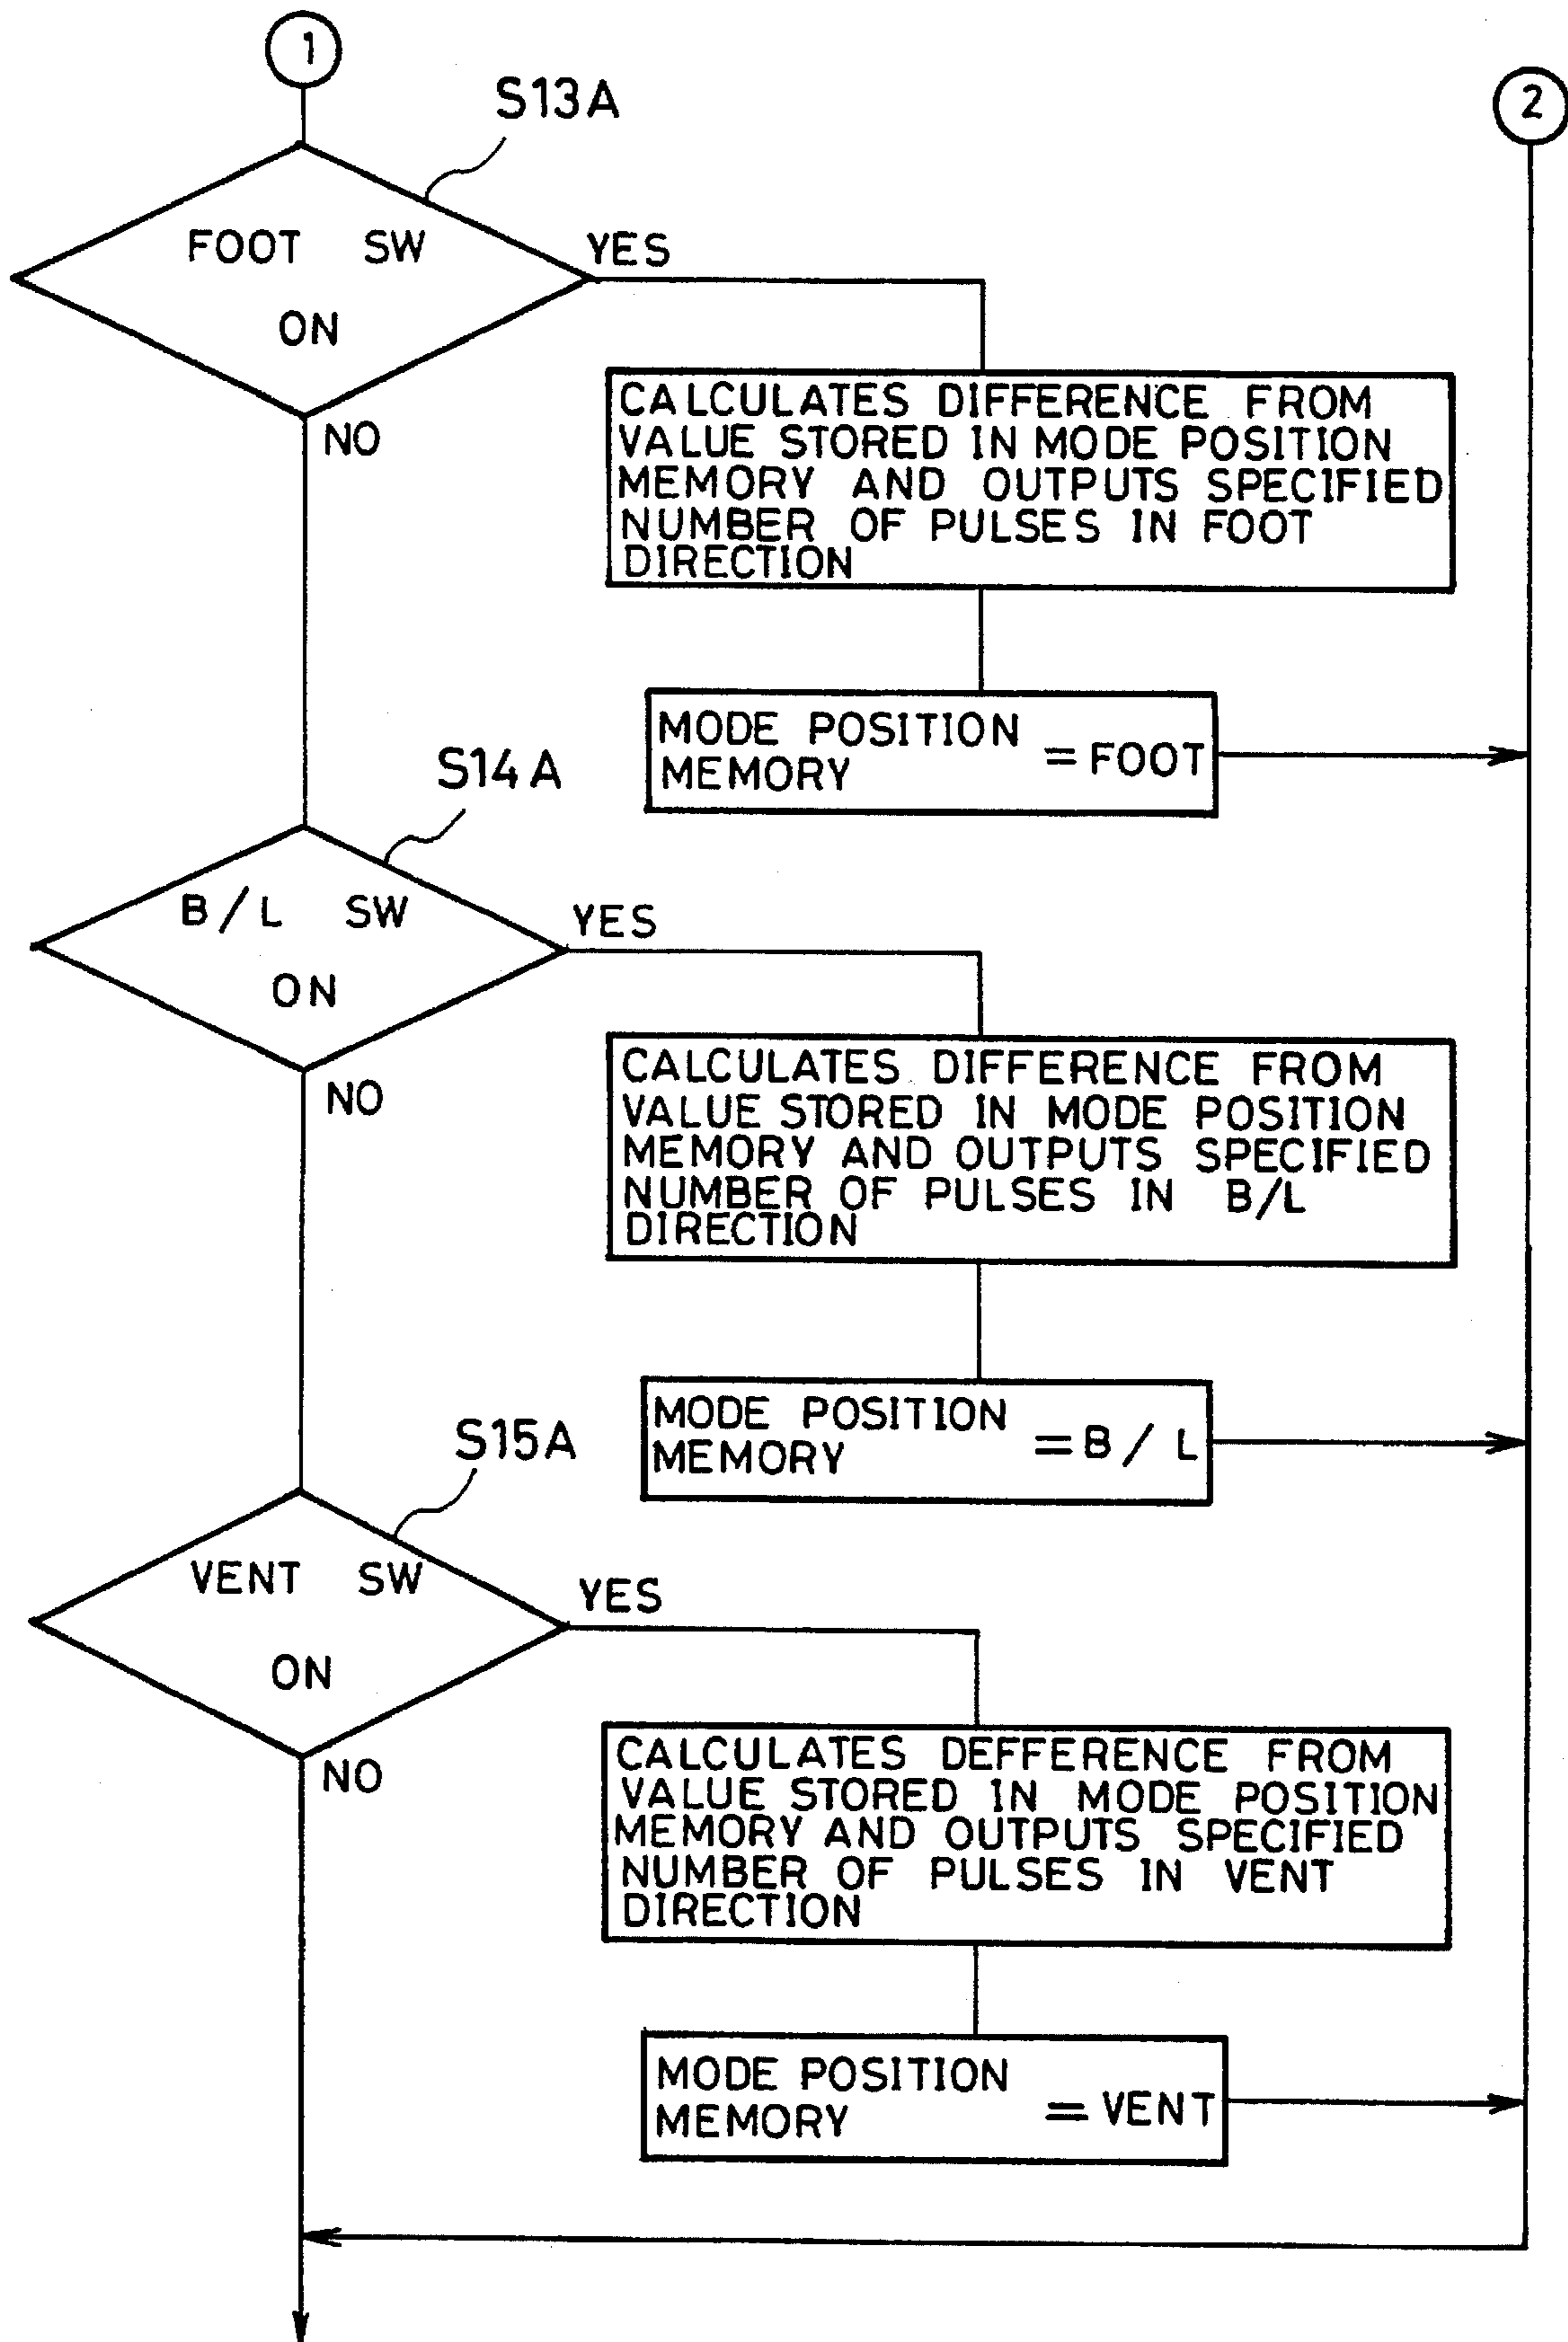 1
2
S13A
FOOT SW
ON
YES
NO
CALCULATES DIFFERENCE FROM
VALUE STORED IN MODE POSITION
MEMORY AND OUTPUTS SPECIFIED
NUMBER OF PULSES IN FOOT
DIRECTION
MODE POSITION
MEMORY = FOOT
S14A
B/L SW
ON
YES
NO
CALCULATES DIFFERENCE FROM
VALUE STORED IN MODE POSITION
MEMORY AND OUTPUTS SPECIFIED
NUMBER OF PULSES IN B/L
DIRECTION
MODE POSITION
MEMORY = B/L
S15A
VENT SW
ON
YES
NO
CALCULATES DEFFERENCE FROM
VALUE STORED IN MODE POSITION
MEMORY AND OUTPUTS SPECIFIED
NUMBER OF PULSES IN VENT
DIRECTION
MODE POSITION
MEMORY = VENT